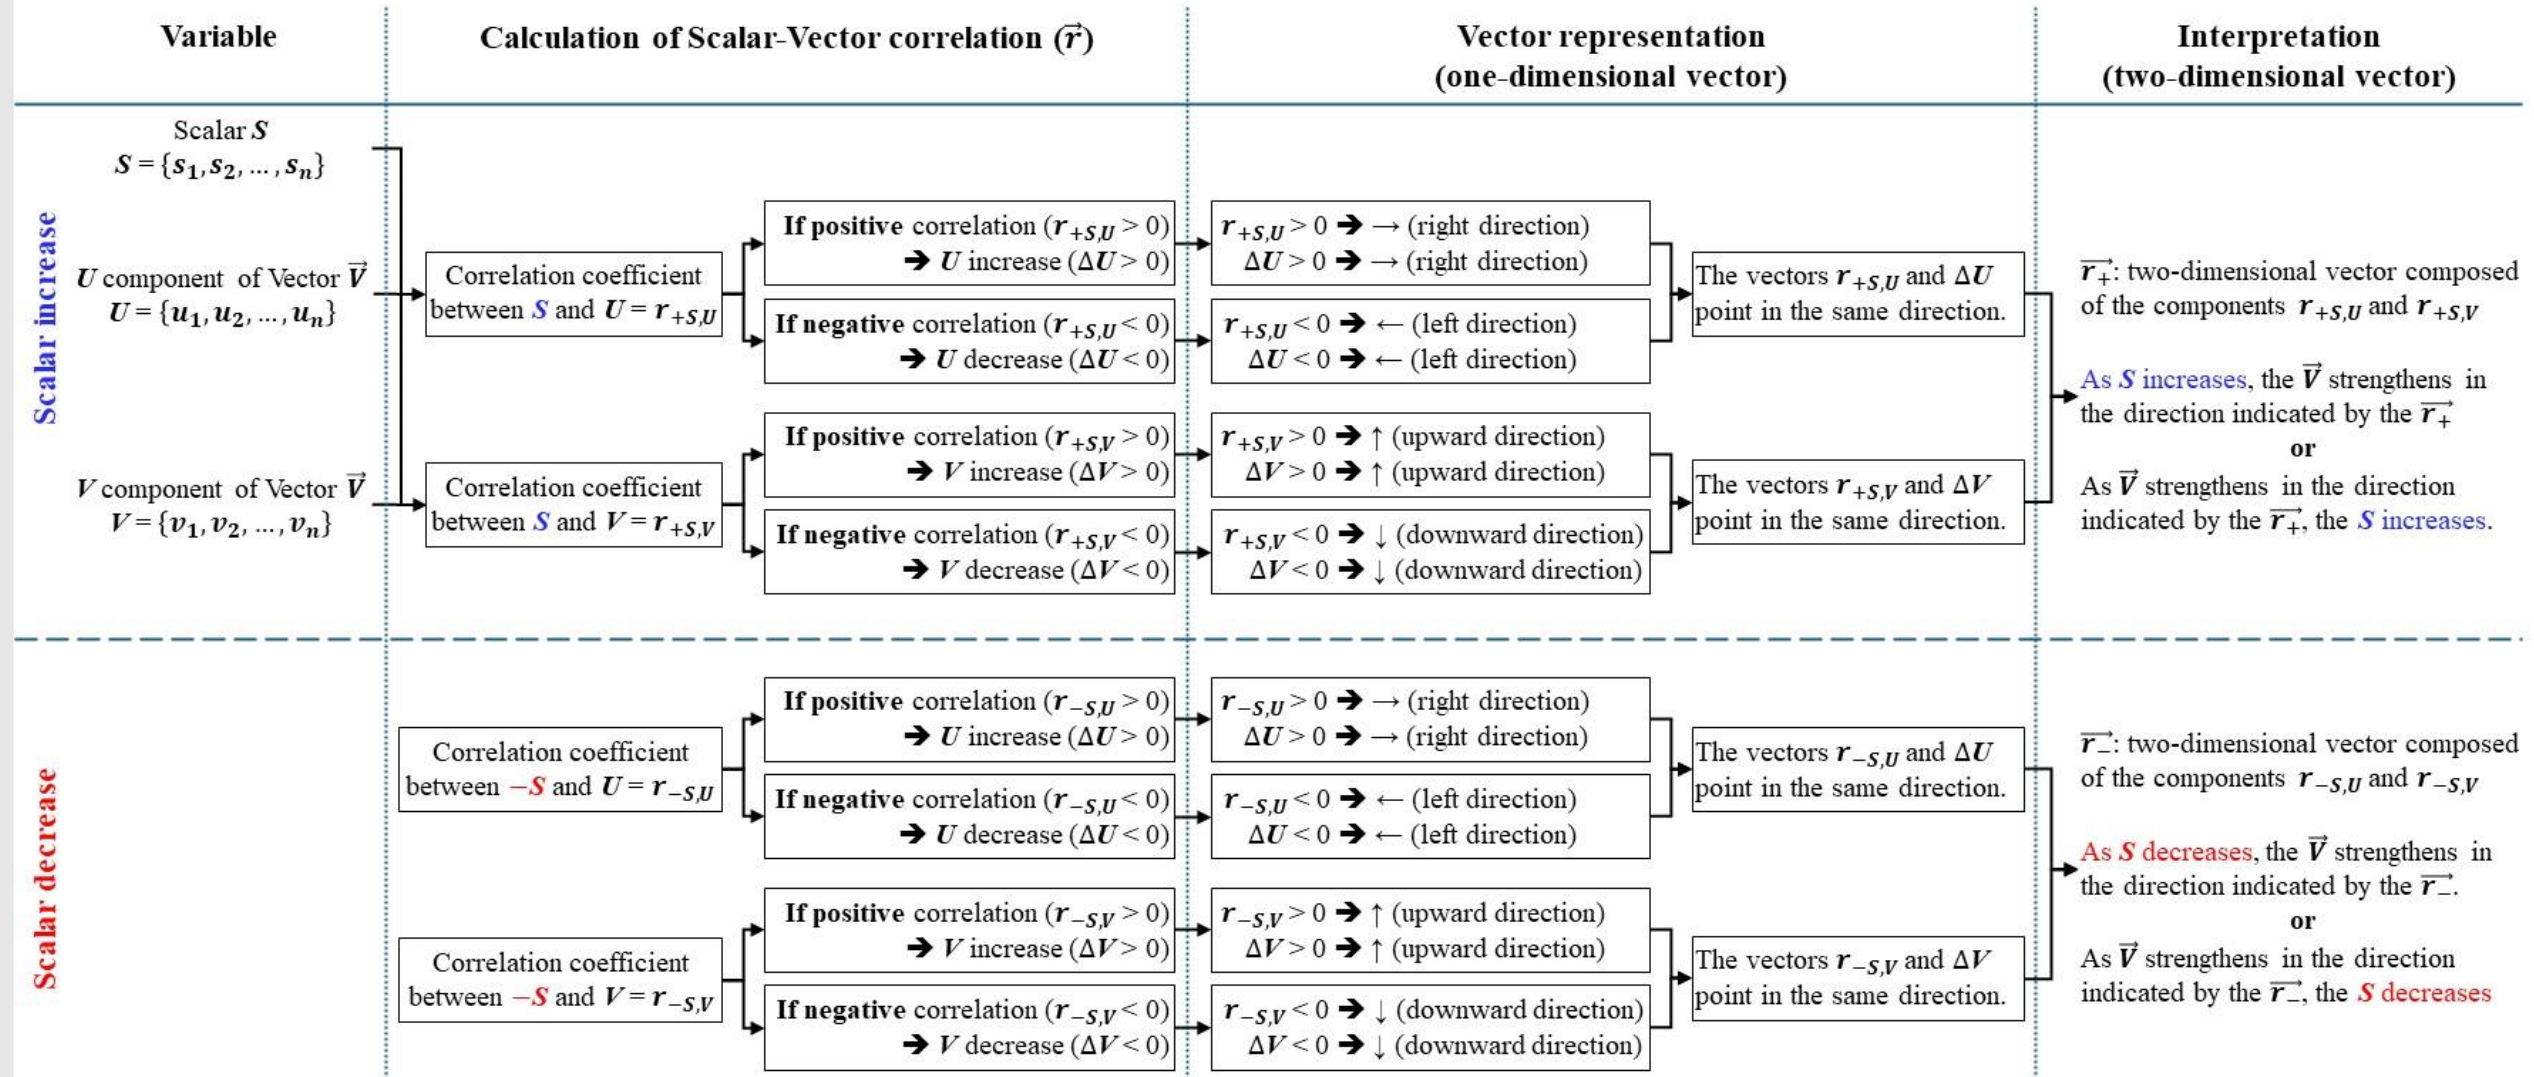 Variable
Calculation of Scalar-Vector correlation (r⃗)
Vector representation
(one-dimensional vector)
Interpretation
(two-dimensional vector)
Scalar increase
Scalar S
S = {s₁, s₂, ... , sₙ}
U component of Vector V⃗
U = {u₁, u₂, ... , uₙ}
V component of Vector V⃗
V = {v₁, v₂, ... , vₙ}
Correlation coefficient
between S and U = r₊S,U
If positive correlation (r₊S,U > 0)
➔ U increase (ΔU > 0)
If negative correlation (r₊S,U < 0)
➔ U decrease (ΔU < 0)
r₊S,U > 0 ➔ → (right direction)
ΔU > 0 ➔ → (right direction)
r₊S,U < 0 ➔ ← (left direction)
ΔU < 0 ➔ ← (left direction)
The vectors r₊S,U and ΔU
point in the same direction.
Correlation coefficient
between S and V = r₊S,V
If positive correlation (r₊S,V > 0)
➔ V increase (ΔV > 0)
If negative correlation (r₊S,V < 0)
➔ V decrease (ΔV < 0)
r₊S,V > 0 ➔ ↑ (upward direction)
ΔV > 0 ➔ ↑ (upward direction)
r₊S,V < 0 ➔ ↓ (downward direction)
ΔV < 0 ➔ ↓ (downward direction)
The vectors r₊S,V and ΔV
point in the same direction.
r₊⃗: two-dimensional vector composed
of the components r₊S,U and r₊S,V
As S increases, the V⃗ strengthens in
the direction indicated by the r₊⃗
or
As V⃗ strengthens in the direction
indicated by the r₊⃗, the S increases.
Scalar decrease
Correlation coefficient
between −S and U = r₋S,U
If positive correlation (r₋S,U > 0)
➔ U increase (ΔU > 0)
If negative correlation (r₋S,U < 0)
➔ U decrease (ΔU < 0)
r₋S,U > 0 ➔ → (right direction)
ΔU > 0 ➔ → (right direction)
r₋S,U < 0 ➔ ← (left direction)
ΔU < 0 ➔ ← (left direction)
The vectors r₋S,U and ΔU
point in the same direction.
Correlation coefficient
between −S and V = r₋S,V
If positive correlation (r₋S,V > 0)
➔ V increase (ΔV > 0)
If negative correlation (r₋S,V < 0)
➔ V decrease (ΔV < 0)
r₋S,V > 0 ➔ ↑ (upward direction)
ΔV > 0 ➔ ↑ (upward direction)
r₋S,V < 0 ➔ ↓ (downward direction)
ΔV < 0 ➔ ↓ (downward direction)
The vectors r₋S,V and ΔV
point in the same direction.
r₋⃗: two-dimensional vector composed
of the components r₋S,U and r₋S,V
As S decreases, the V⃗ strengthens in
the direction indicated by the r₋⃗.
or
As V⃗ strengthens in the direction
indicated by the r₋⃗, the S decreases